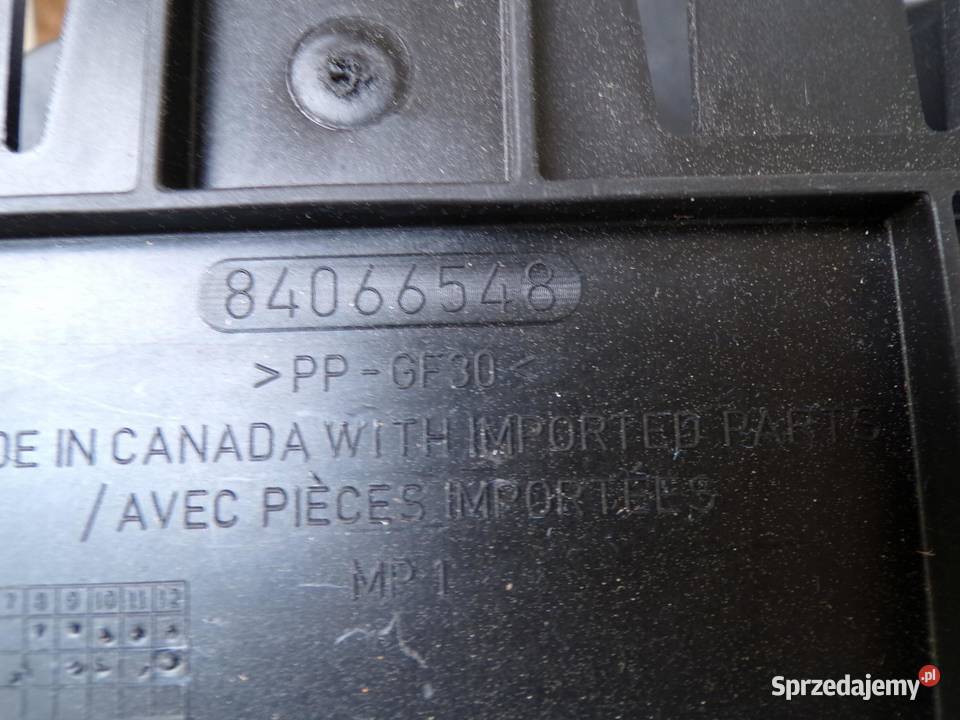 84066548
>PP-GF30<
DE IN CANADA WITH IMPORTED PARTS
/AVEC PIÈCES IMPORTÉES
MP 1
7 8 9 10 11 12
Sprzedajemy.pl